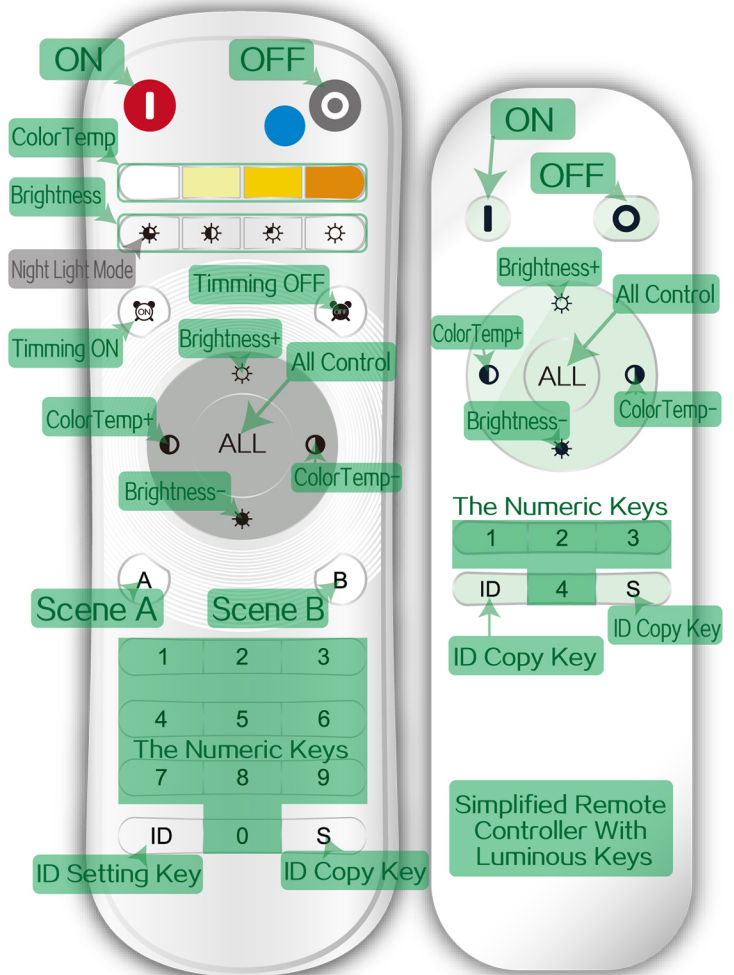 ON
OFF
ColorTemp
Brightness
Night Light Mode
Timming OFF
ON
OFF
Timming ON
Brightness+
All Control
ColorTemp+
ALL
ColorTemp-
Brightness-
A
B
Scene A
Scene B
1 2 3
4 5 6
The Numeric Keys
7 8 9
ID 0 S
ID Setting Key
ID Copy Key
ON
OFF
Brightness+
All Control
ColorTemp+
ALL
ColorTemp-
Brightness-
The Numeric Keys
1 2 3
ID 4 S
ID Copy Key
ID Copy Key
Simplified Remote
Controller With
Luminous Keys